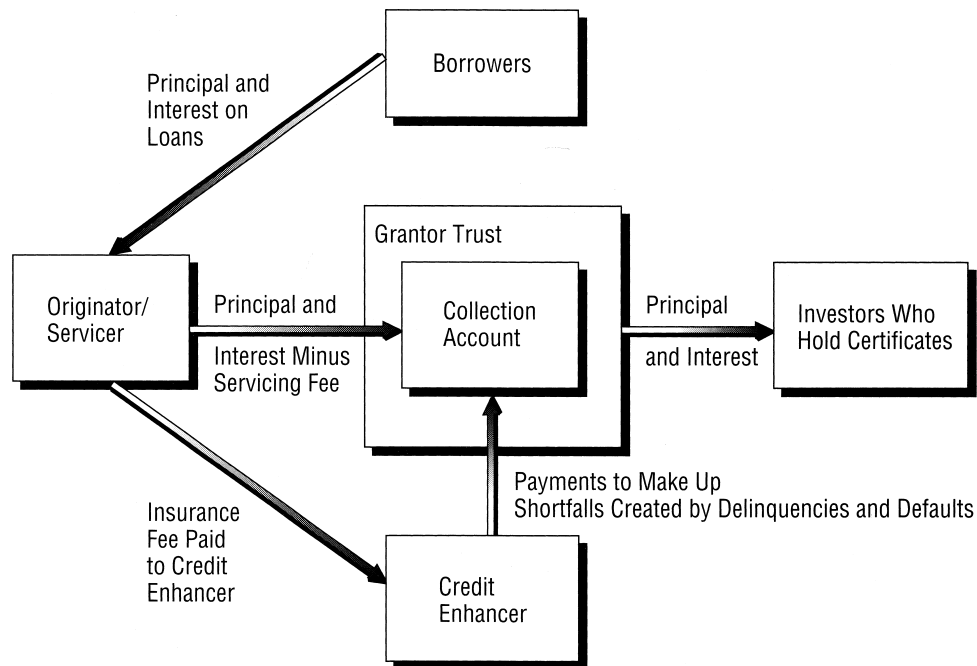 Borrowers
Principal and
Interest on
Loans
Grantor Trust
Originator/
Servicer
Principal and
Interest Minus
Servicing Fee
Collection
Account
Principal
and Interest
Investors Who
Hold Certificates
Insurance
Fee Paid
to Credit
Enhancer
Payments to Make Up
Shortfalls Created by Delinquencies and Defaults
Credit
Enhancer